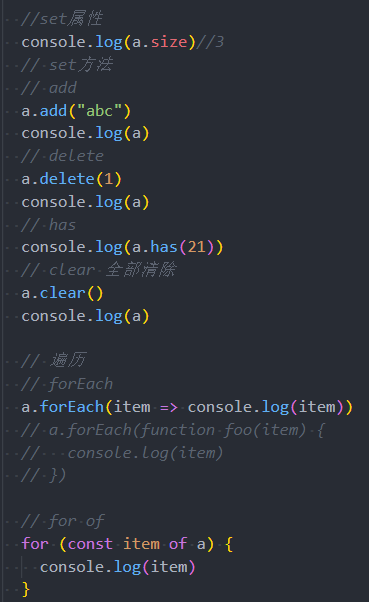 //set属性
console.log(a.size)//3
// set方法
// add
a.add("abc")
console.log(a)
// delete
a.delete(1)
console.log(a)
// has
console.log(a.has(21))
// clear 全部清除
a.clear()
console.log(a)
// 遍历
// forEach
a.forEach(item => console.log(item))
// a.forEach(function foo(item) {
//   console.log(item)
// })
// for of
for (const item of a) {
  console.log(item)
}